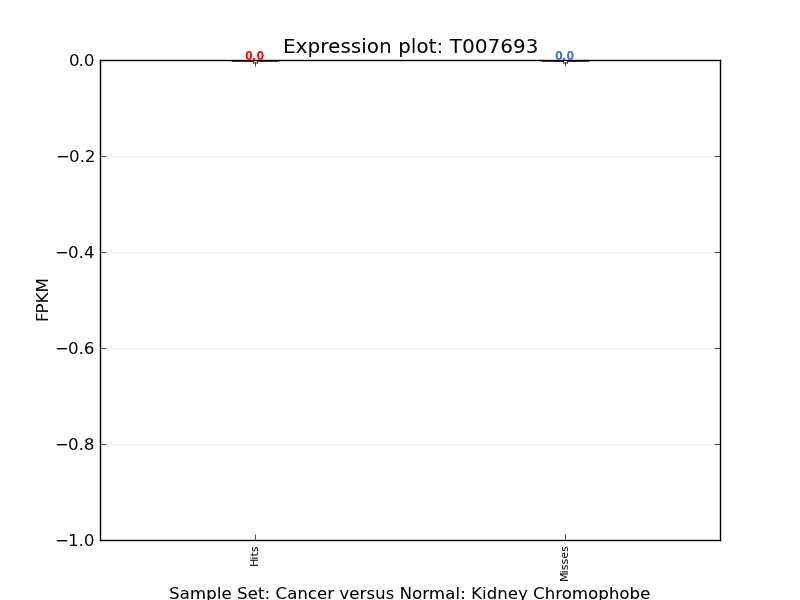 Expression plot: T007693
0.0 0.0
0.0
−0.2
−0.4
−0.6
−0.8
−1.0
FPKM
Hits
Misses
Sample Set: Cancer versus Normal: Kidney Chromophobe